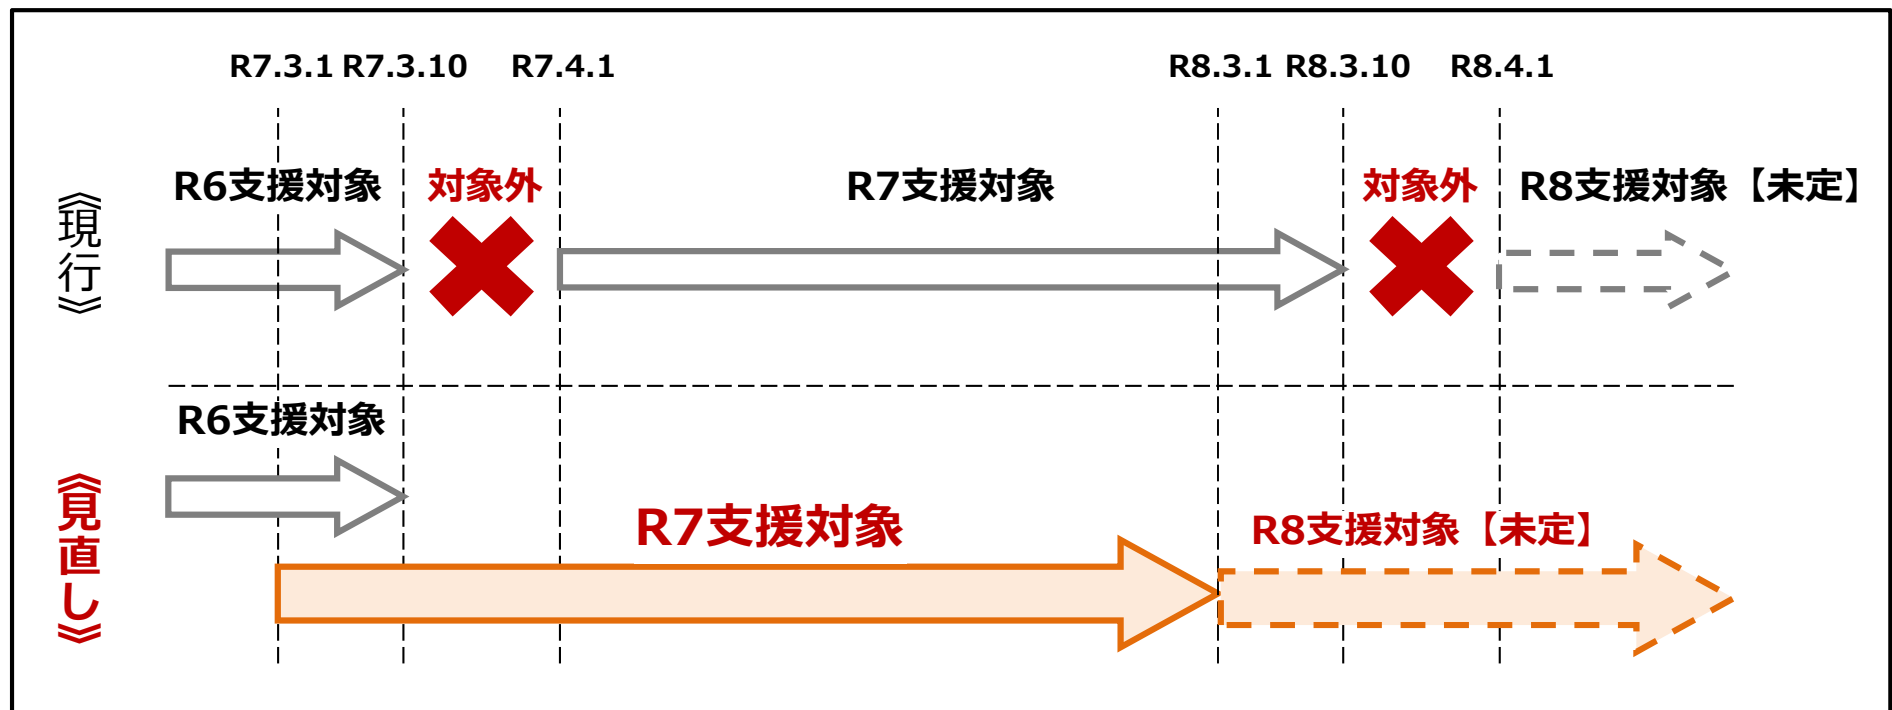 R7.3.1 R7.3.10 R7.4.1 R8.3.1 R8.3.10 R8.4.1
《現行》
R6支援対象 対象外 R7支援対象 対象外 R8支援対象【未定】
《見直し》
R6支援対象
R7支援対象 R8支援対象【未定】